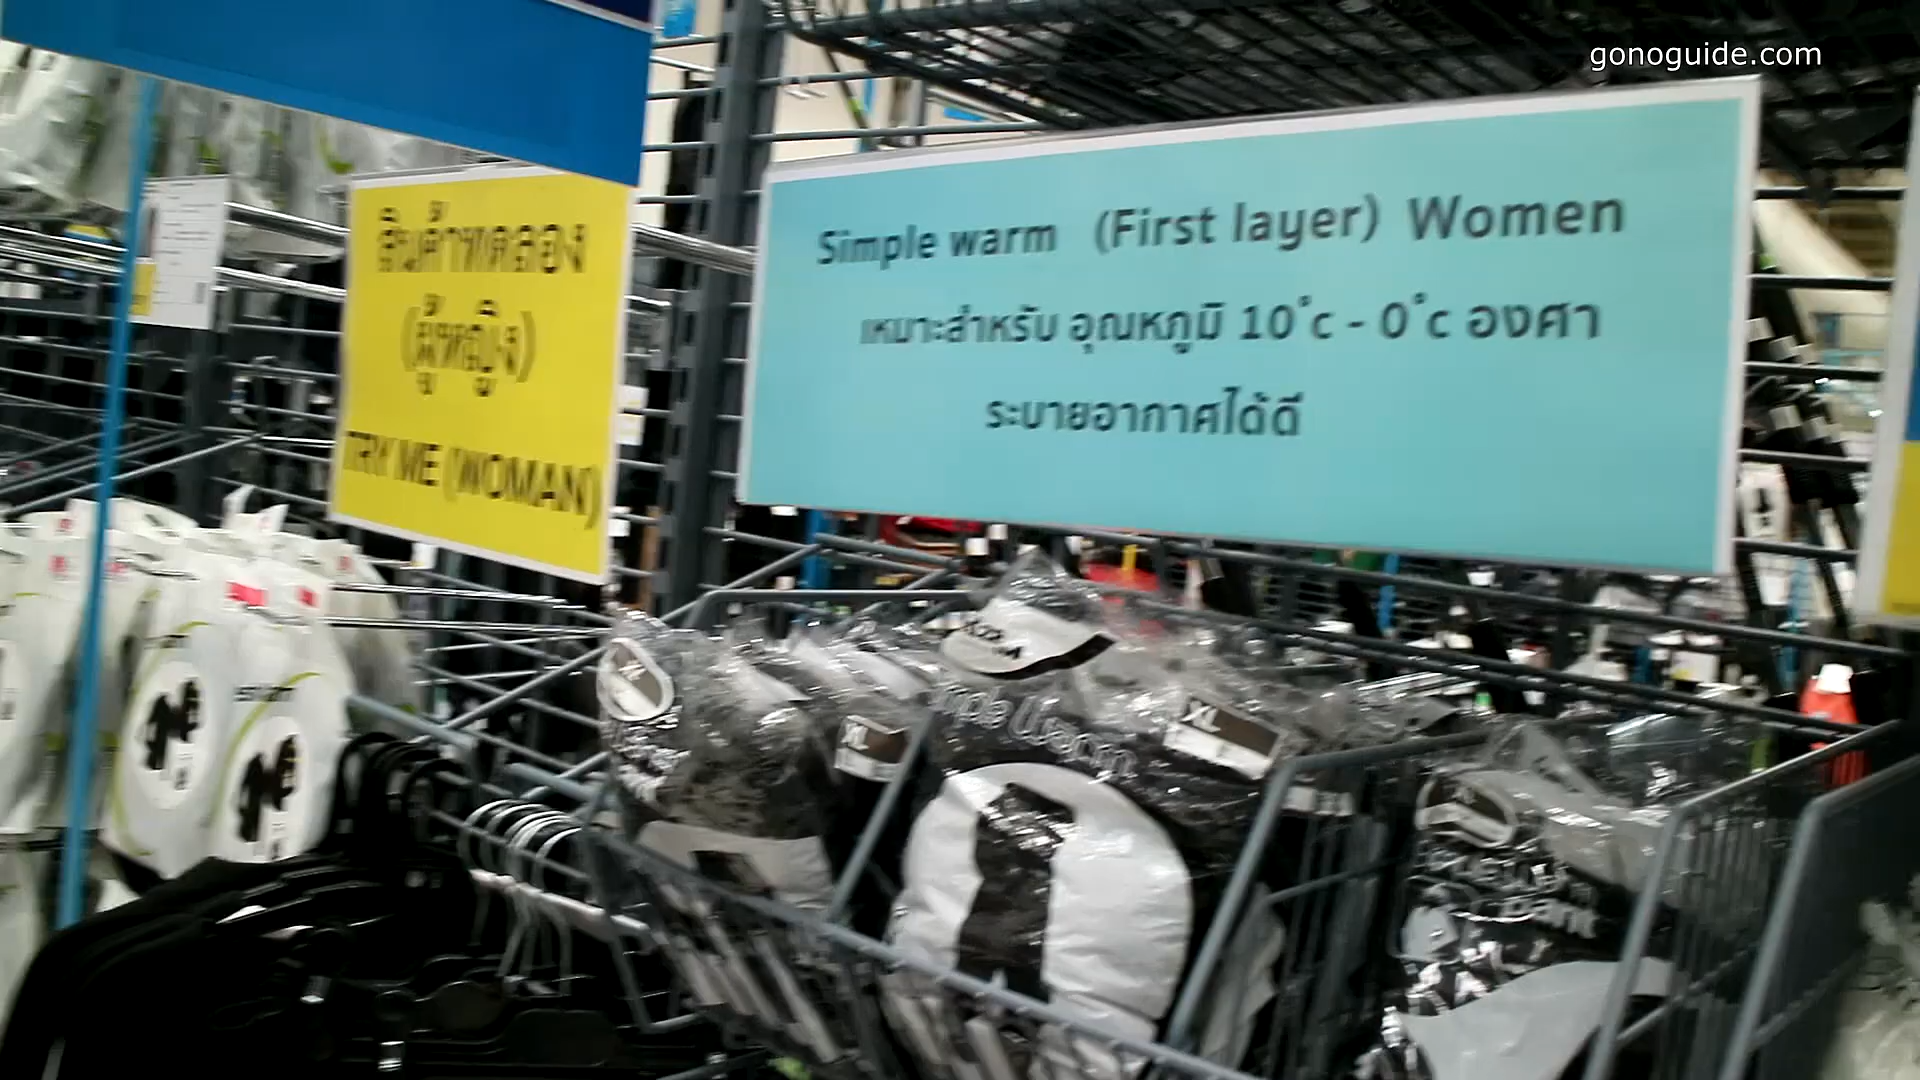 gonoguide.com
สินค้าทดลอง
(ผู้หญิง)
TRY ME (WOMAN)
Simple warm (First layer) Women
เหมาะสำหรับ อุณหภูมิ 10°c - 0°c องศา
ระบายอากาศได้ดี
XL
Simple Warm
XL